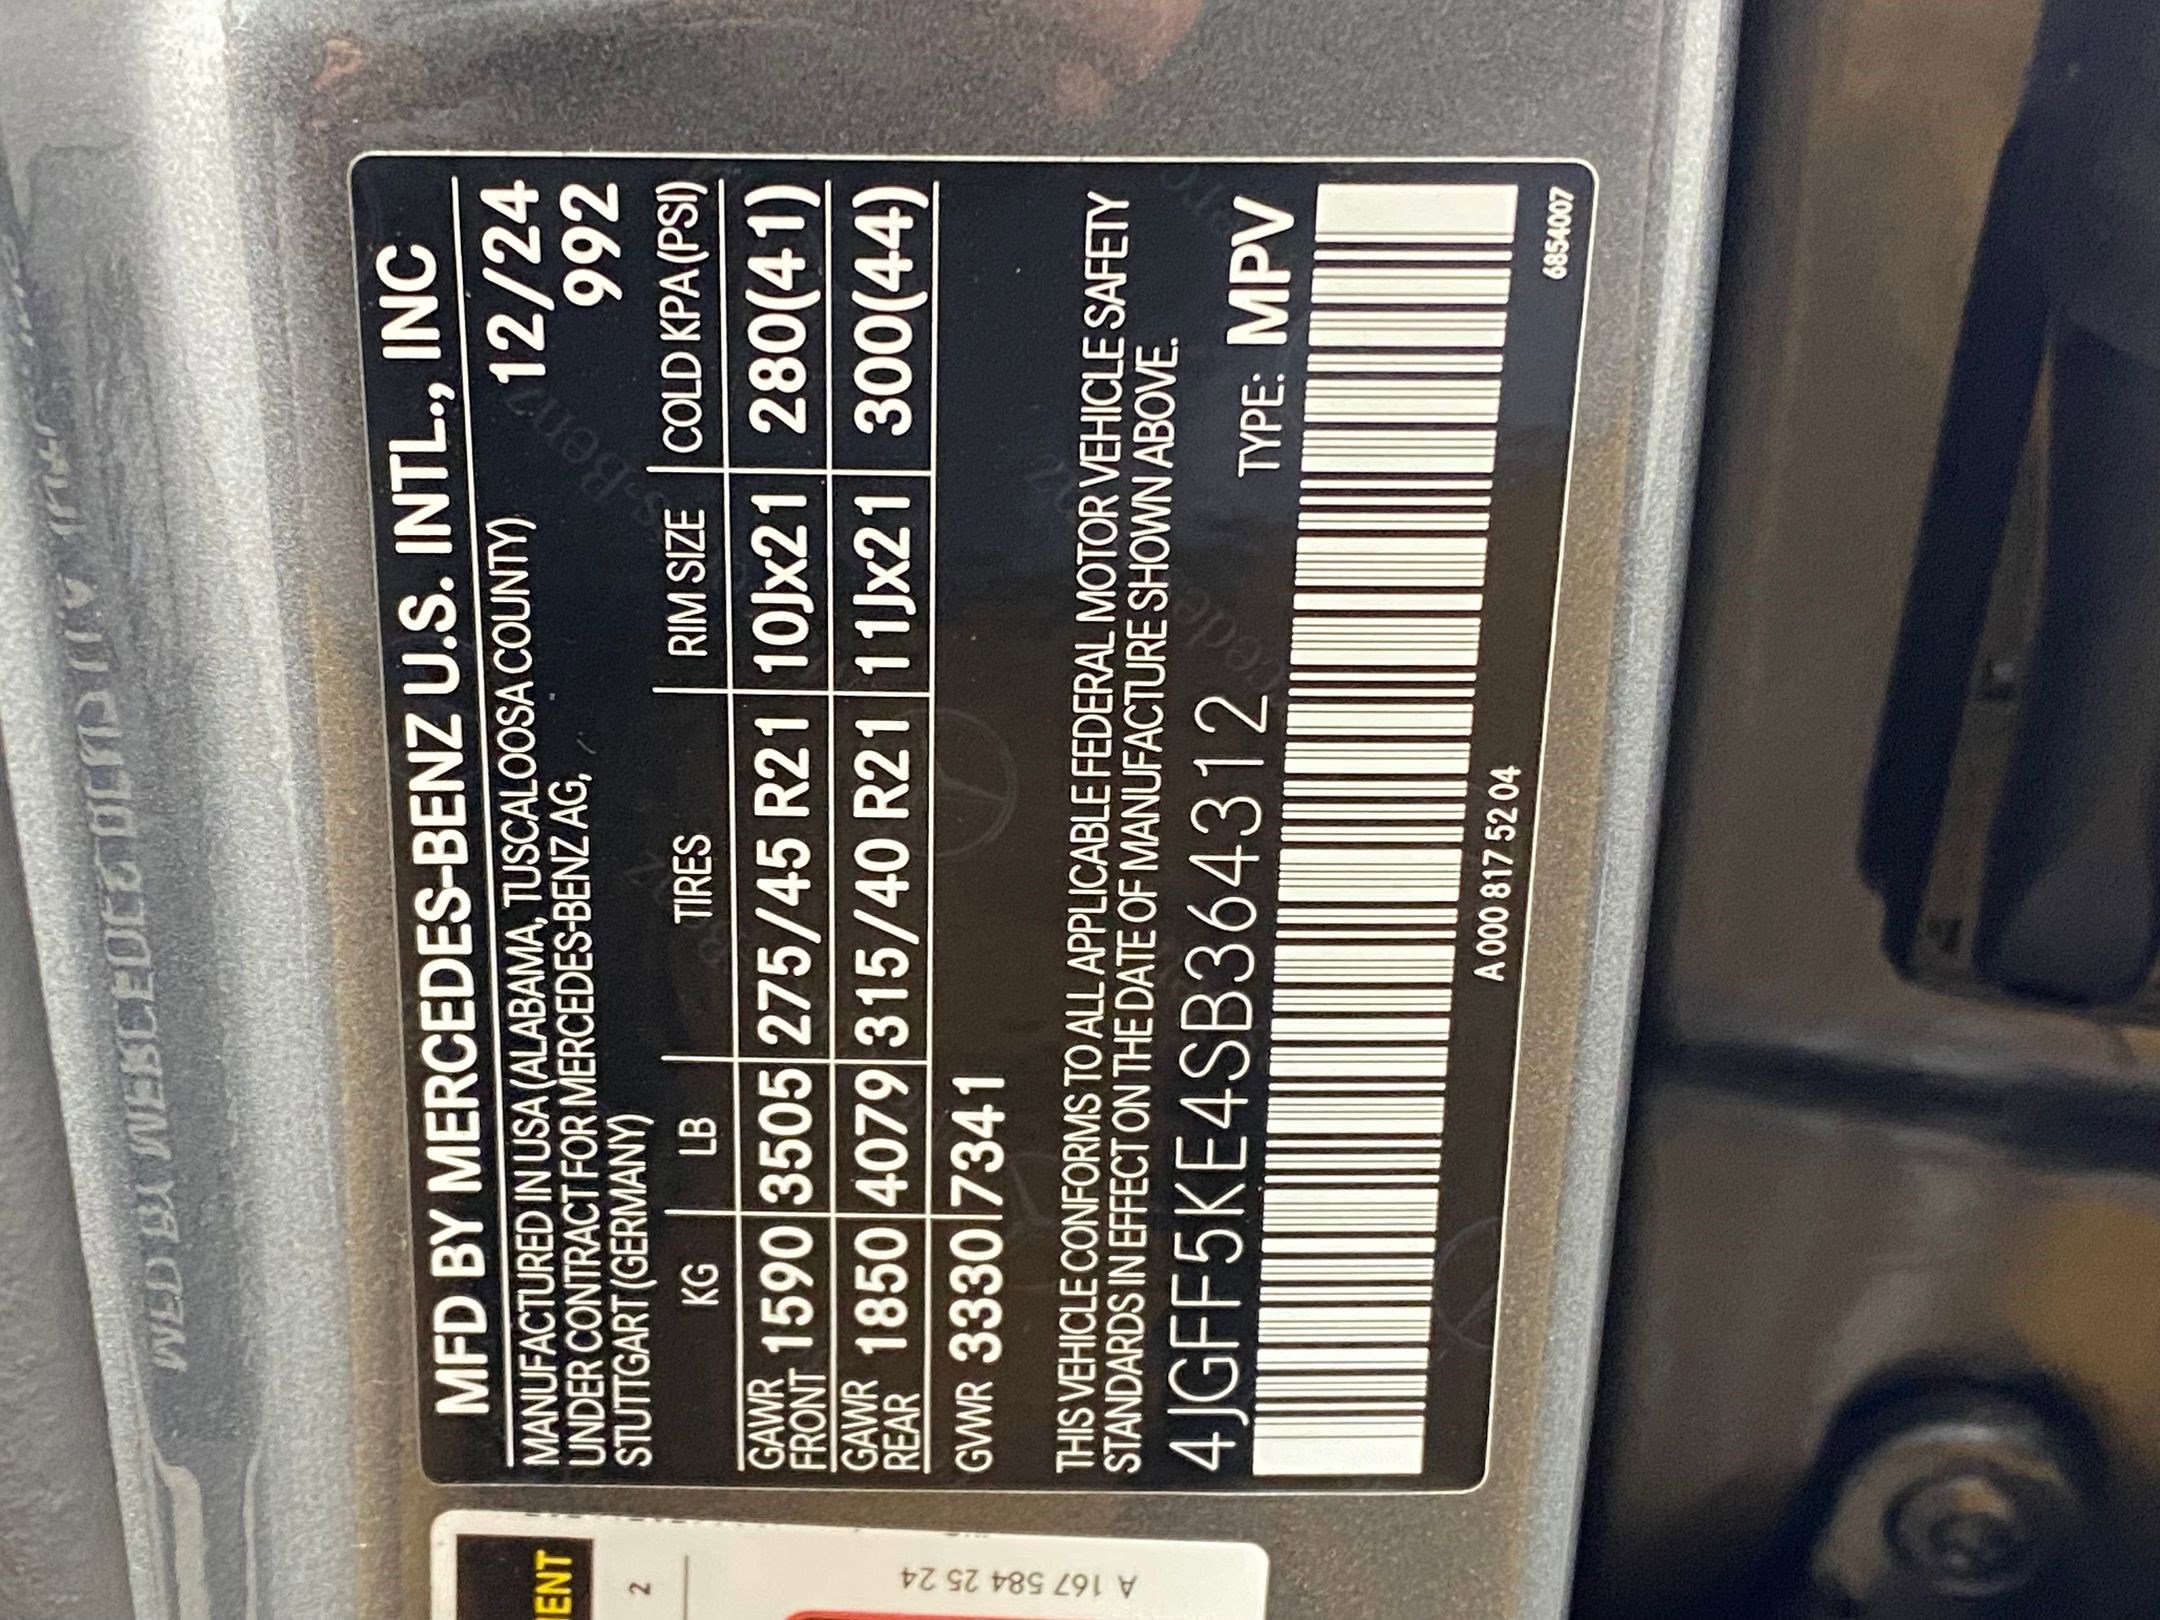 MFD BY MERCEDES-BENZ U.S. INTL., INC
MANUFACTURED IN USA (ALABAMA, TUSCALOOSA COUNTY) 12/24
UNDER CONTRACT FOR MERCEDES-BENZ AG, 992
STUTTGART (GERMANY)
KG LB TIRES RIM SIZE COLD KPA (PSI)
GAWR FRONT 1590 3505 275/45 R21 10Jx21 280(41)
GAWR REAR 1850 4079 315/40 R21 11Jx21 300(44)
GVWR 3330 7341
THIS VEHICLE CONFORMS TO ALL APPLICABLE FEDERAL MOTOR VEHICLE SAFETY
STANDARDS IN EFFECT ON THE DATE OF MANUFACTURE SHOWN ABOVE.
4JGFF5KE4SB364312 TYPE: MPV
A 000 817 52 04
6854007
2
A 167 584 25 24